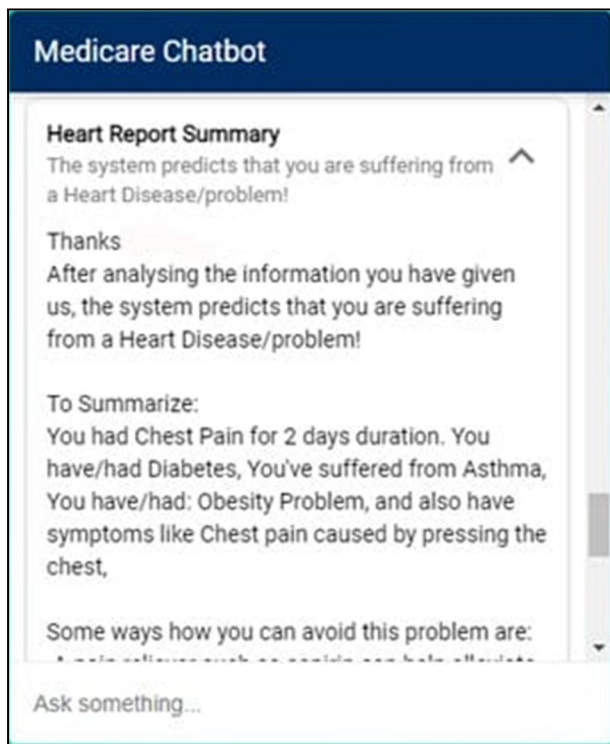 Medicare Chatbot
Heart Report Summary
The system predicts that you are suffering from
a Heart Disease/problem!
Thanks
After analysing the information you have given
us, the system predicts that you are suffering
from a Heart Disease/problem!
To Summarize:
You had Chest Pain for 2 days duration. You
have/had Diabetes, You've suffered from Asthma,
You have/had: Obesity Problem, and also have
symptoms like Chest pain caused by pressing the
chest,
Some ways how you can avoid this problem are:
Ask something...